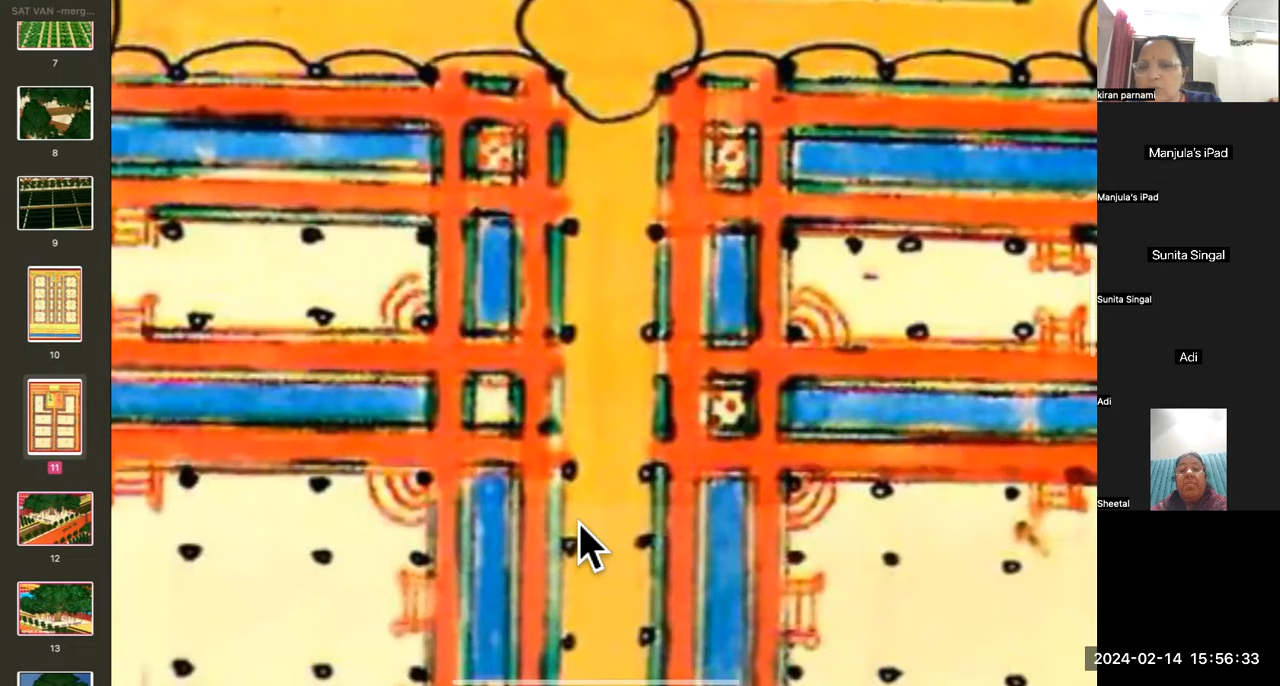 SAT VAN -merg...
7
8
9
10
11
12
13
kiran parnami
Manjula's iPad
Manjula's iPad
Sunita Singal
Sunita Singal
Adi
Adi
Sheetal
2024-02-14 15:56:33